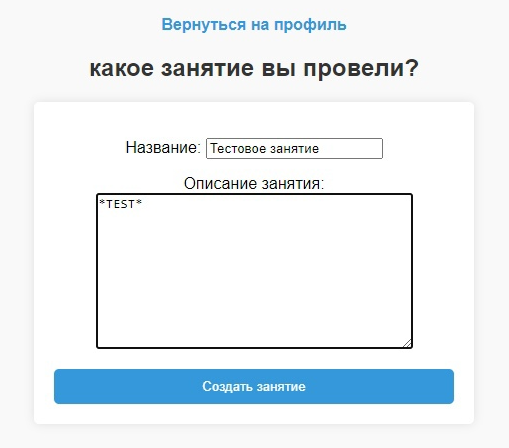 Вернуться на профиль
какое занятие вы провели?
Название: Тестовое занятие
Описание занятия:
*TEST*
Создать занятие